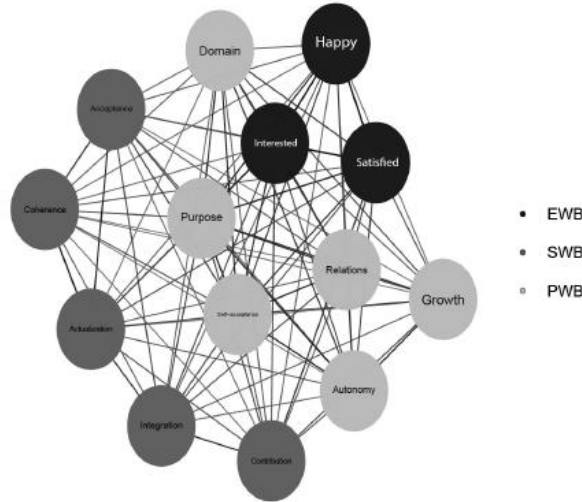 Happy
Domain
Acceptance
Interested
Satisfied
Coherence
Purpose
Relations
Growth
Self-acceptance
Actualization
Autonomy
Integration
Contribution
EWB
SWB
PWB